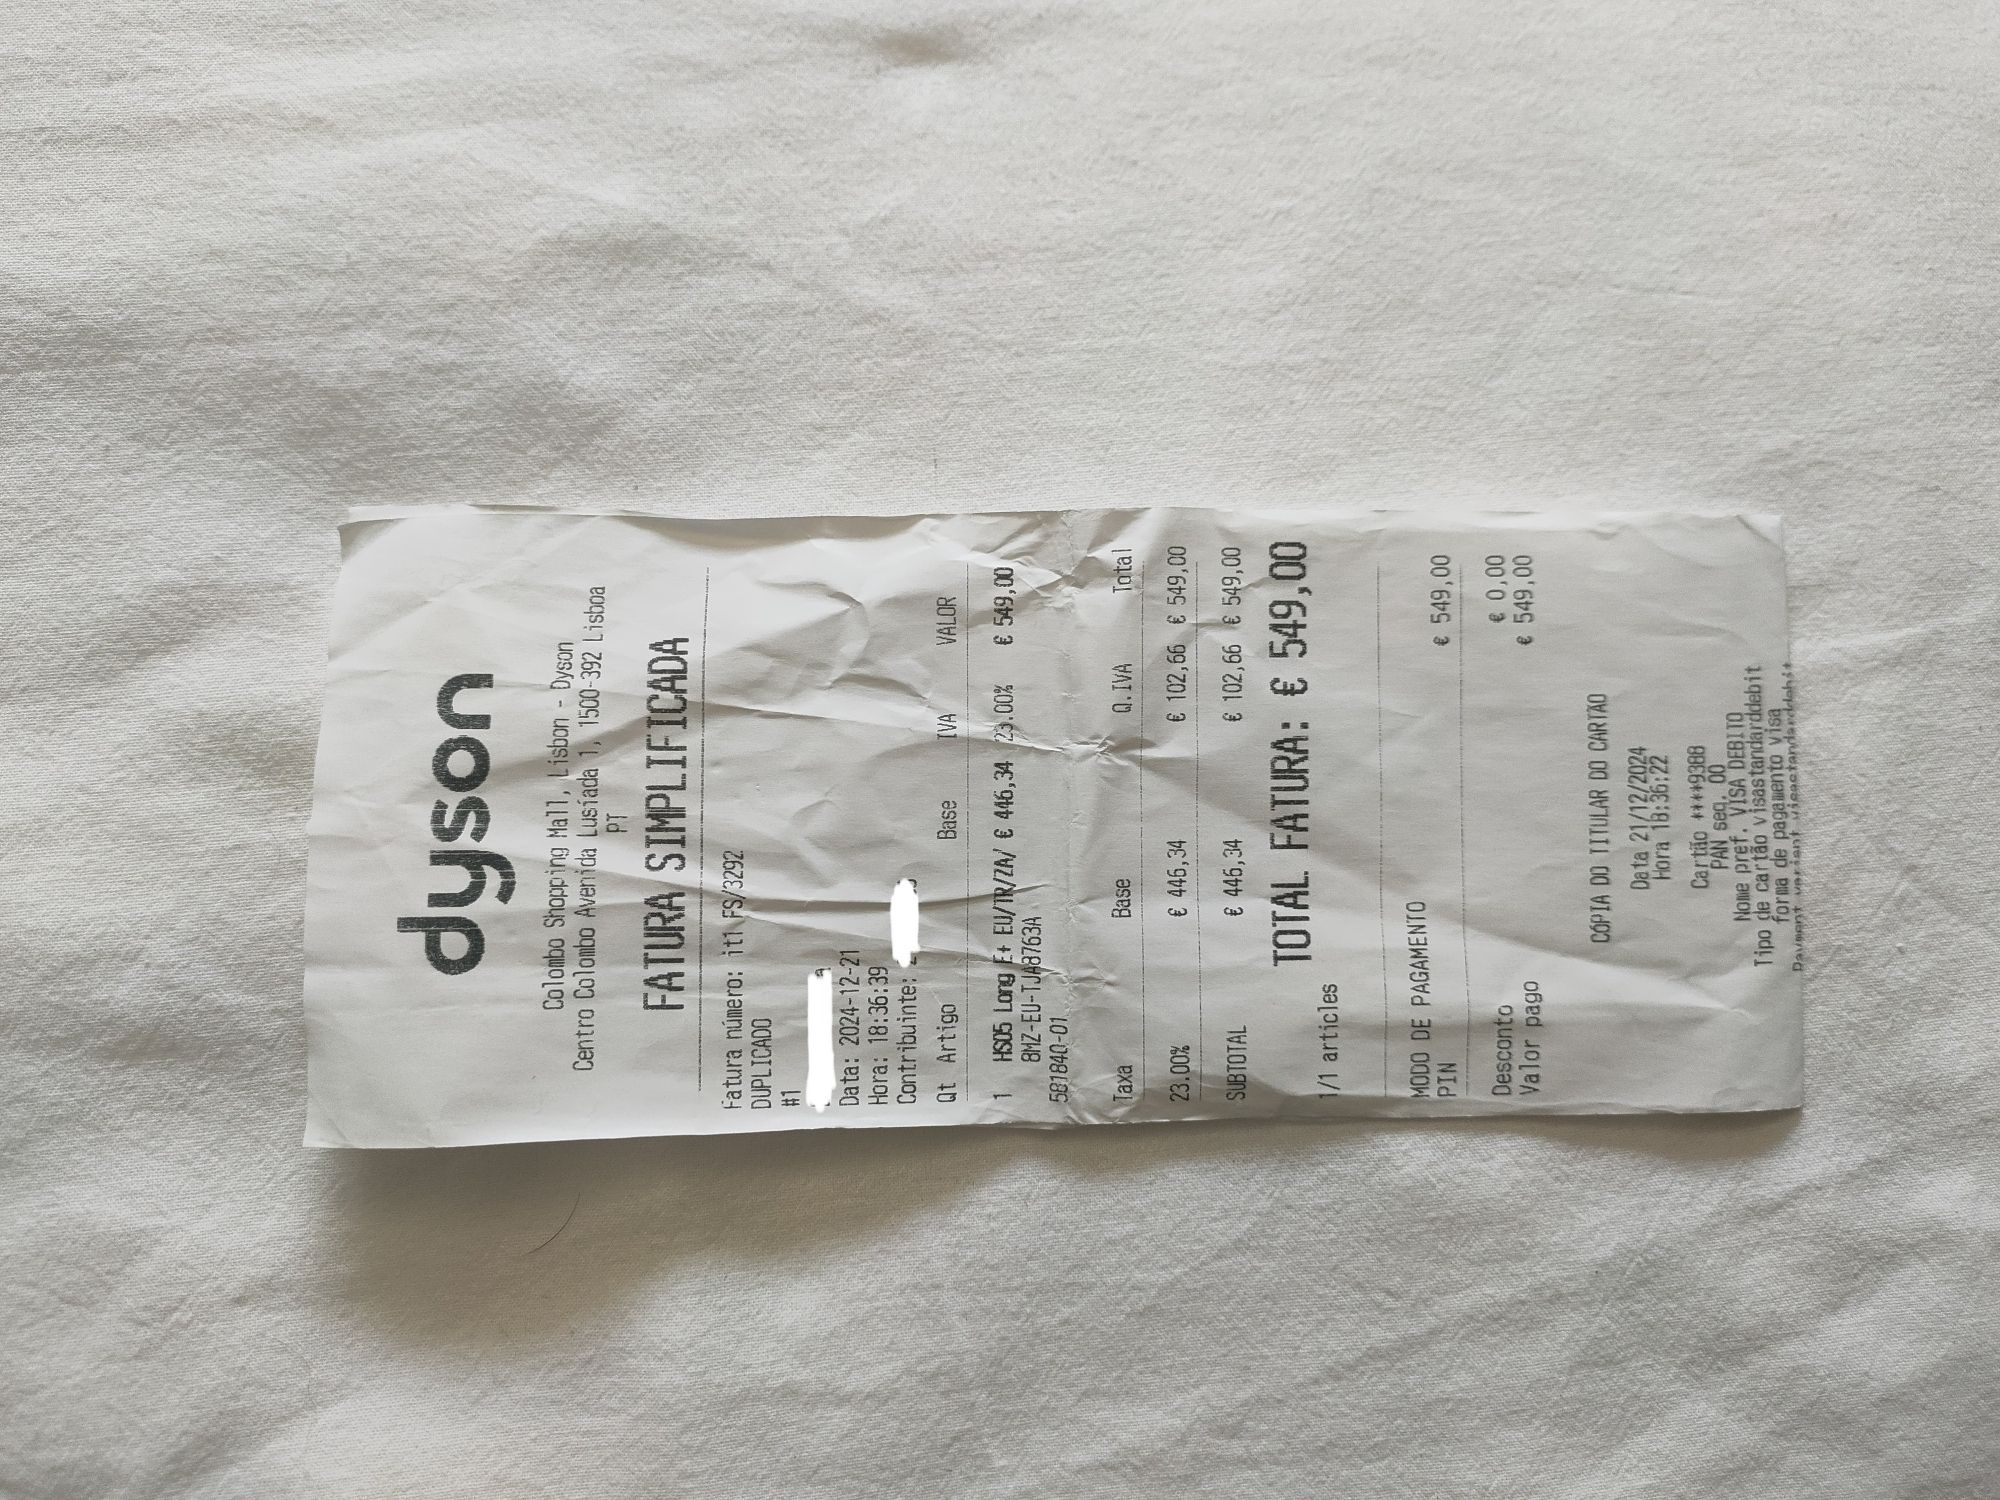 dyson
Colombo Shopping Mall, Lisbon - Dyson
Centro Colombo Avenida Lusíada 1, 1500-392 Lisboa
PT
FATURA SIMPLIFICADA
Fatura número: iti FS/3292
DUPLICADO
#1
Data: 2024-12-21
Hora: 18:36:39
Contribuinte:
Qt Artigo Base IVA VALOR
1 HS05 Long E+ EU/TR/ZA/ € 446,34 23.00% € 549,00
8MZ-EU-TJA8763A
581840-01
Taxa Base Q.IVA Total
23.00% € 446,34 € 102,66 € 549,00
SUBTOTAL € 446,34 € 102,66 € 549,00
TOTAL FATURA: € 549,00
1/1 articles
MODO DE PAGAMENTO
PIN € 549,00
Desconto € 0,00
Valor pago € 549,00
CÓPIA DO TITULAR DO CARTÃO
Data 21/12/2024
Hora 18:36:22
Cartão ****9388
PAN seq. 00
Nome pref. VISA DEBITO
Tipo de cartão visastandarddebit
forma de pagamento visa
Payment variant visastandarddebit